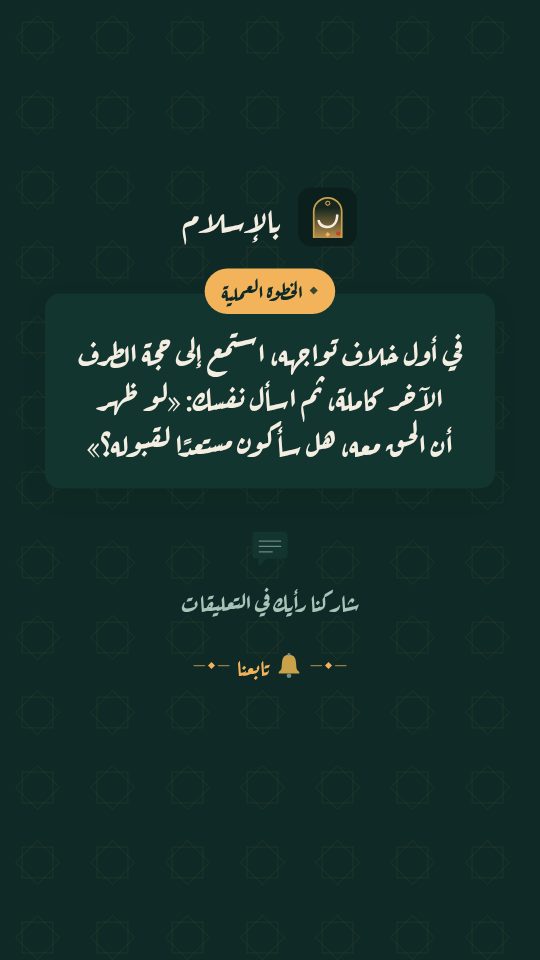 بالإسلام
الخطوة العملية
في أول خلاف تواجهه، استمع إلى حجة الطرف
الآخر كاملة، ثم اسأل نفسك: «لو ظهر
أن الحق معه، هل سأكون مستعدًا لقبوله؟»
شاركنا رأيك في التعليقات
تابعنا